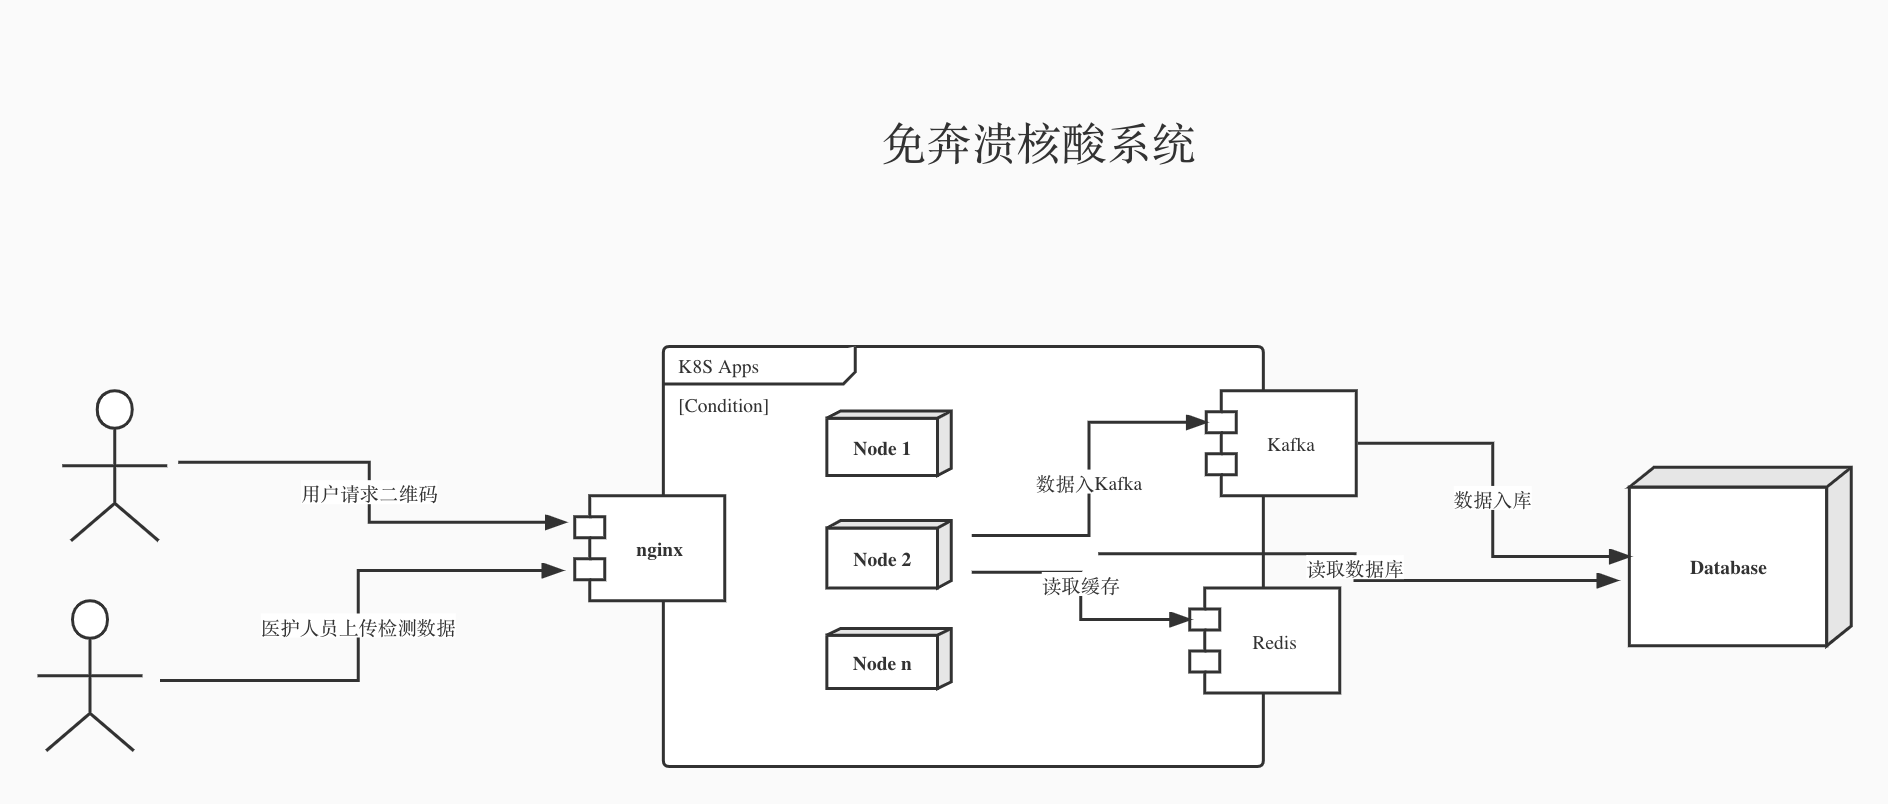 免奔溃核酸系统
K8S Apps
[Condition]
Node 1
Kafka
用户请求二维码
数据入Kafka
数据入库
nginx
Node 2
读取数据库
Database
读取缓存
医护人员上传检测数据
Redis
Node n